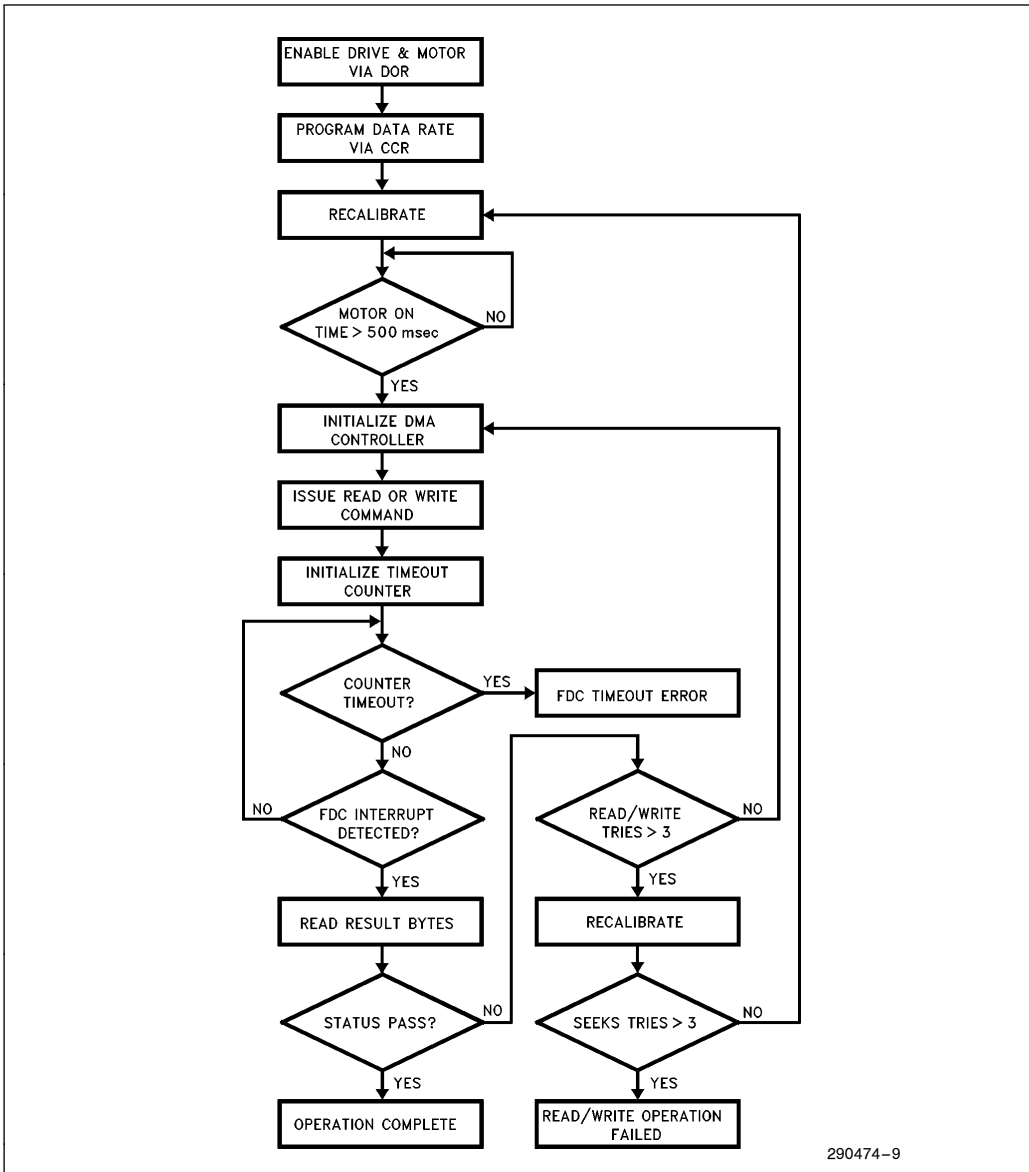 ENABLE DRIVE & MOTOR
VIA DOR
PROGRAM DATA RATE
VIA CCR
RECALIBRATE
MOTOR ON
TIME > 500 msec
NO
YES
INITIALIZE DMA
CONTROLLER
ISSUE READ OR WRITE
COMMAND
INITIALIZE TIMEOUT
COUNTER
COUNTER
TIMEOUT?
YES
FDC TIMEOUT ERROR
NO
FDC INTERRUPT
DETECTED?
NO
YES
READ RESULT BYTES
STATUS PASS?
NO
YES
OPERATION COMPLETE
READ/WRITE
TRIES > 3
NO
YES
RECALIBRATE
SEEKS TRIES > 3
NO
YES
READ/WRITE OPERATION
FAILED
290474-9